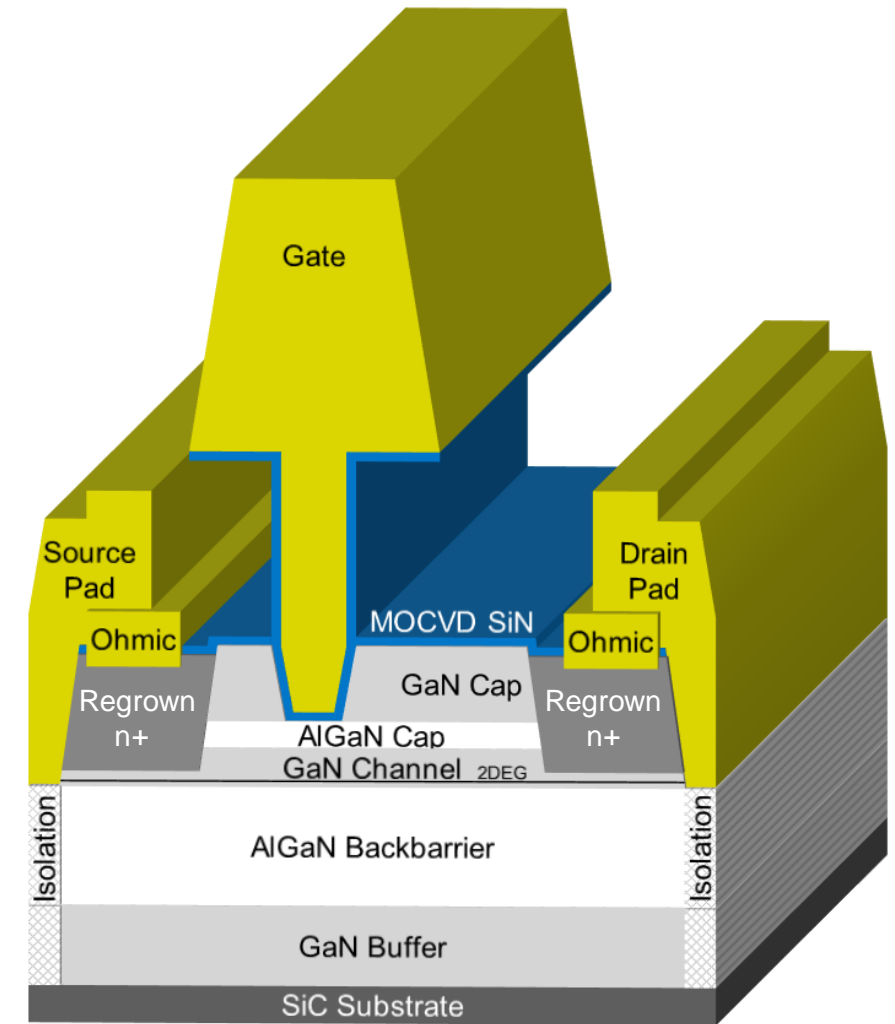 Gate
Source
Pad
Drain
Pad
Ohmic
MOCVD SiN
Ohmic
Regrown
n+
GaN Cap
Regrown
n+
AlGaN Cap
GaN Channel 2DEG
Isolation
AlGaN Backbarrier
Isolation
GaN Buffer
SiC Substrate